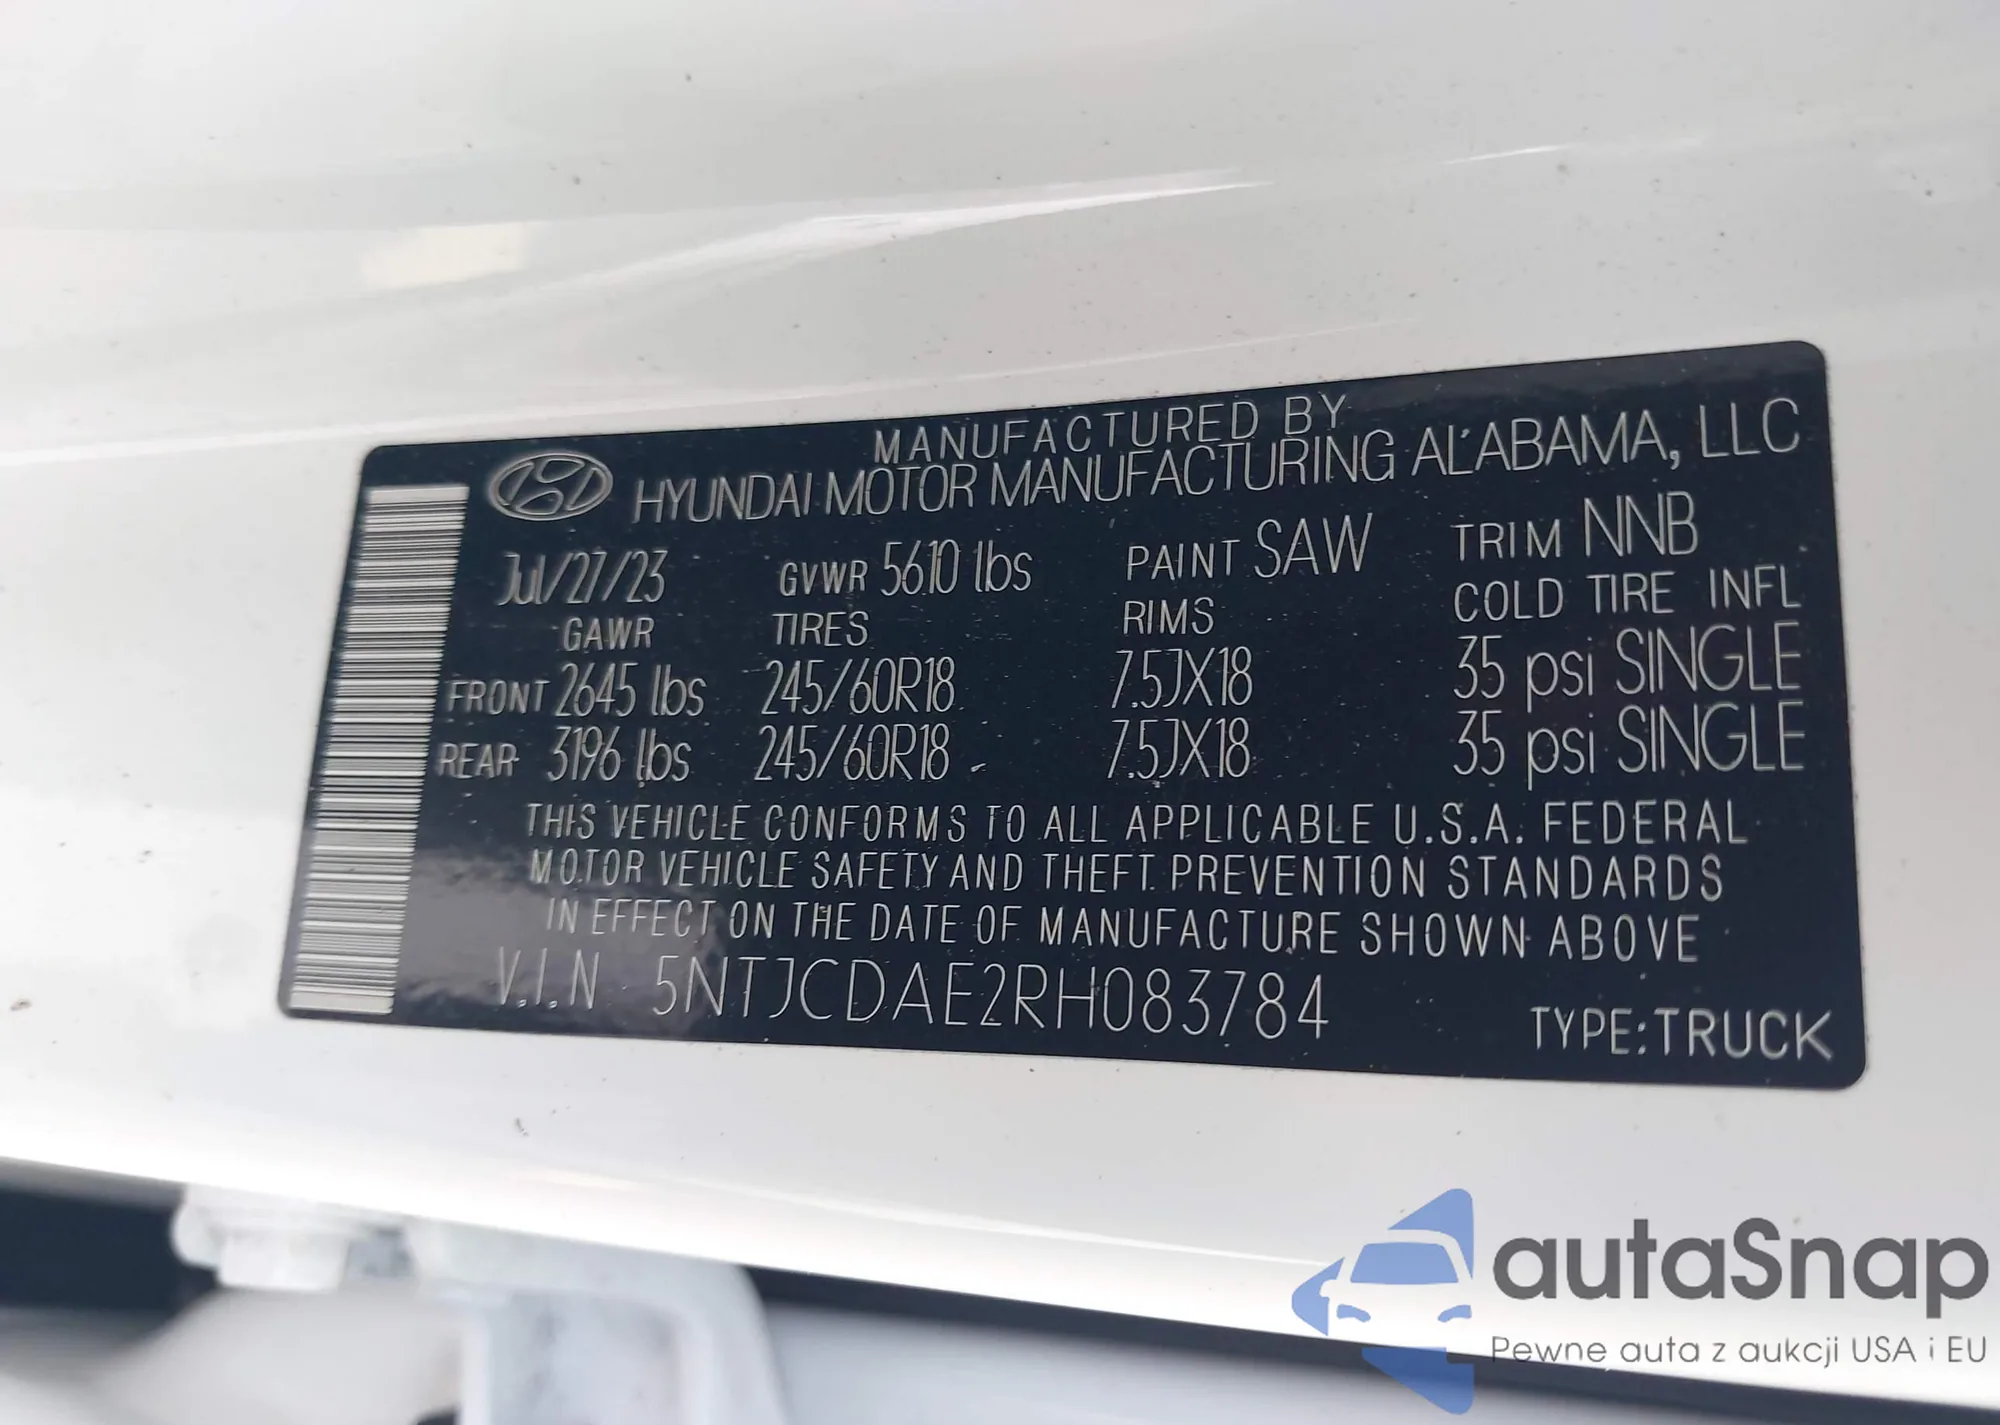 MANUFACTURED BY
HYUNDAI MOTOR MANUFACTURING ALABAMA, LLC
Jul/27/23 GVWR 5610 lbs PAINT SAW TRIM NNB
GAWR TIRES RIMS COLD TIRE INFL
FRONT 2645 lbs 245/60R18 7.5JX18 35 psi SINGLE
REAR 3196 lbs 245/60R18 7.5JX18 35 psi SINGLE
THIS VEHICLE CONFORMS TO ALL APPLICABLE U.S.A. FEDERAL
MOTOR VEHICLE SAFETY AND THEFT PREVENTION STANDARDS
IN EFFECT ON THE DATE OF MANUFACTURE SHOWN ABOVE
V.I.N 5NTJCDAE2RH083784
TYPE:TRUCK
autaSnap
Pewne auta z aukcji USA i EU